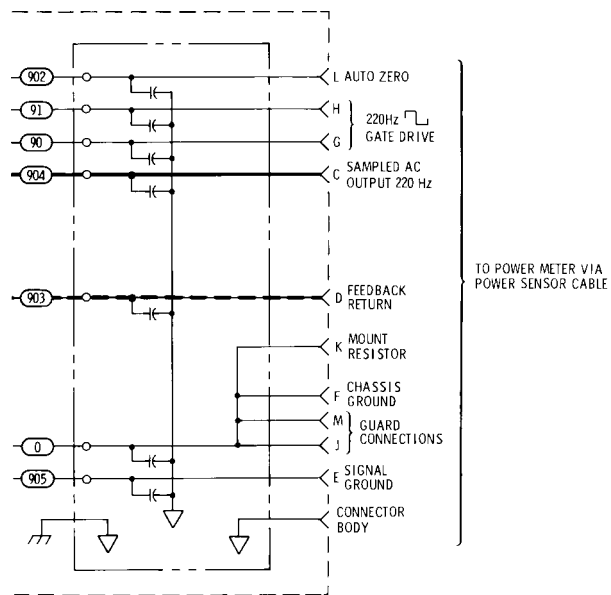 902 L AUTO ZERO
91 H
220Hz
GATE DRIVE
90 G
904 C SAMPLED AC
OUTPUT 220 Hz
TO POWER METER VIA
POWER SENSOR CABLE
903 D FEEDBACK
RETURN
K MOUNT
RESISTOR
F CHASSIS
GROUND
M
GUARD
CONNECTIONS
0 J
905 E SIGNAL
GROUND
CONNECTOR
BODY